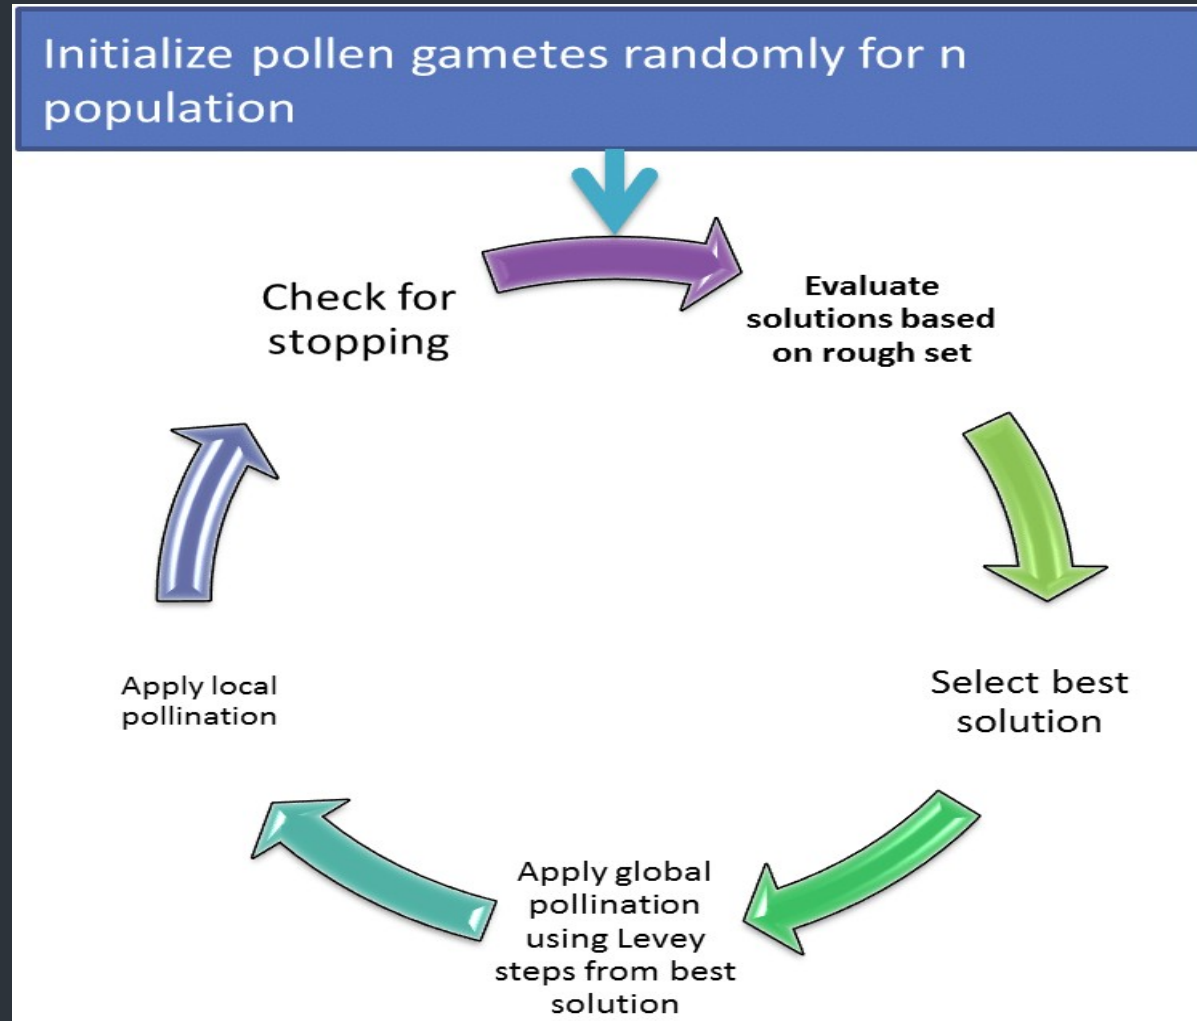 Initialize pollen gametes randomly for n
population
Check for
stopping
Evaluate
solutions based
on rough set
Select best
solution
Apply global
pollination
using Levey
steps from best
solution
Apply local
pollination